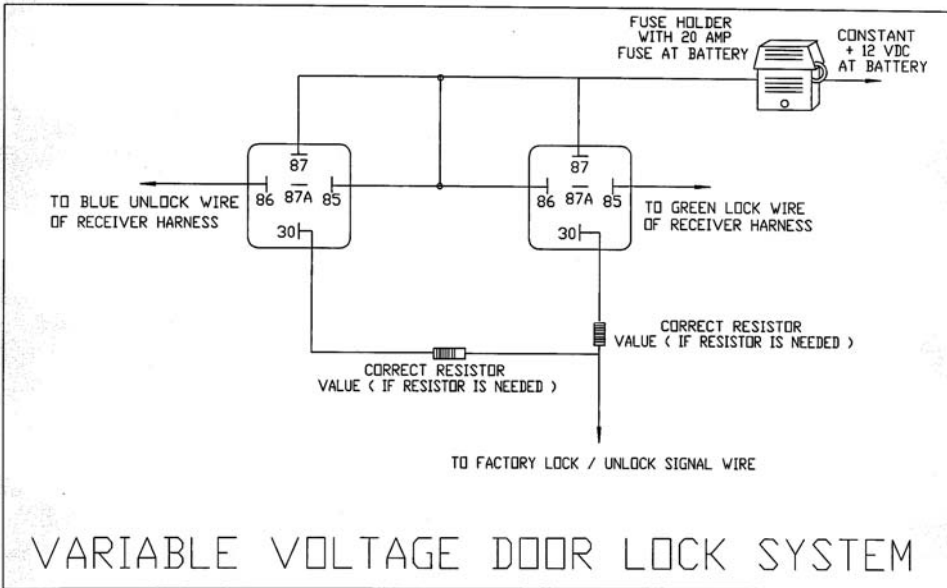 FUSE HOLDER
WITH 20 AMP
FUSE AT BATTERY
CONSTANT
+ 12 VDC
AT BATTERY
87
86
87A
85
30
TO BLUE UNLOCK WIRE
OF RECEIVER HARNESS
87
86
87A
85
30
TO GREEN LOCK WIRE
OF RECEIVER HARNESS
CORRECT RESISTOR
VALUE ( IF RESISTOR IS NEEDED )
CORRECT RESISTOR
VALUE ( IF RESISTOR IS NEEDED )
TO FACTORY LOCK / UNLOCK SIGNAL WIRE
VARIABLE VOLTAGE DOOR LOCK SYSTEM